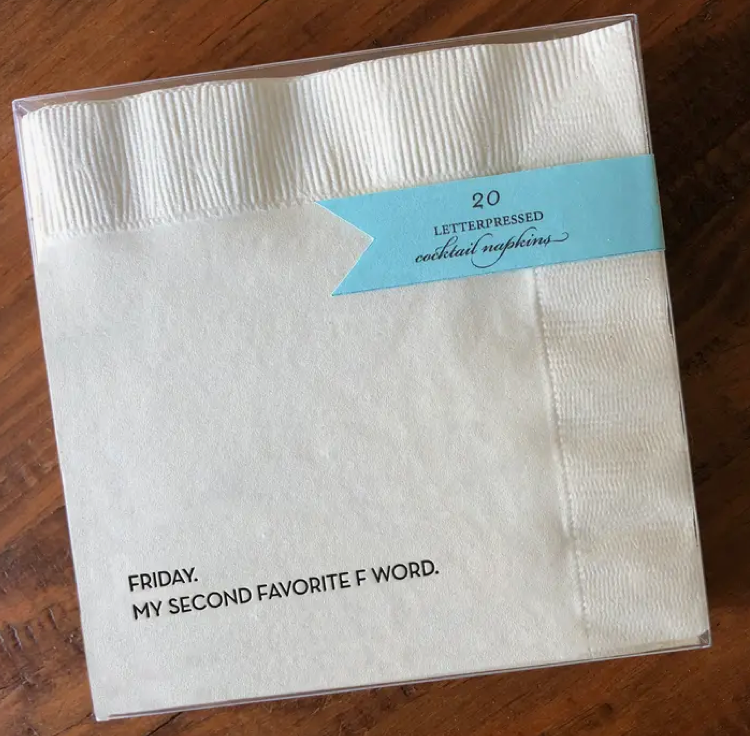 20
LETTERPRESSED
cocktail napkins
FRIDAY.
MY SECOND FAVORITE F WORD.